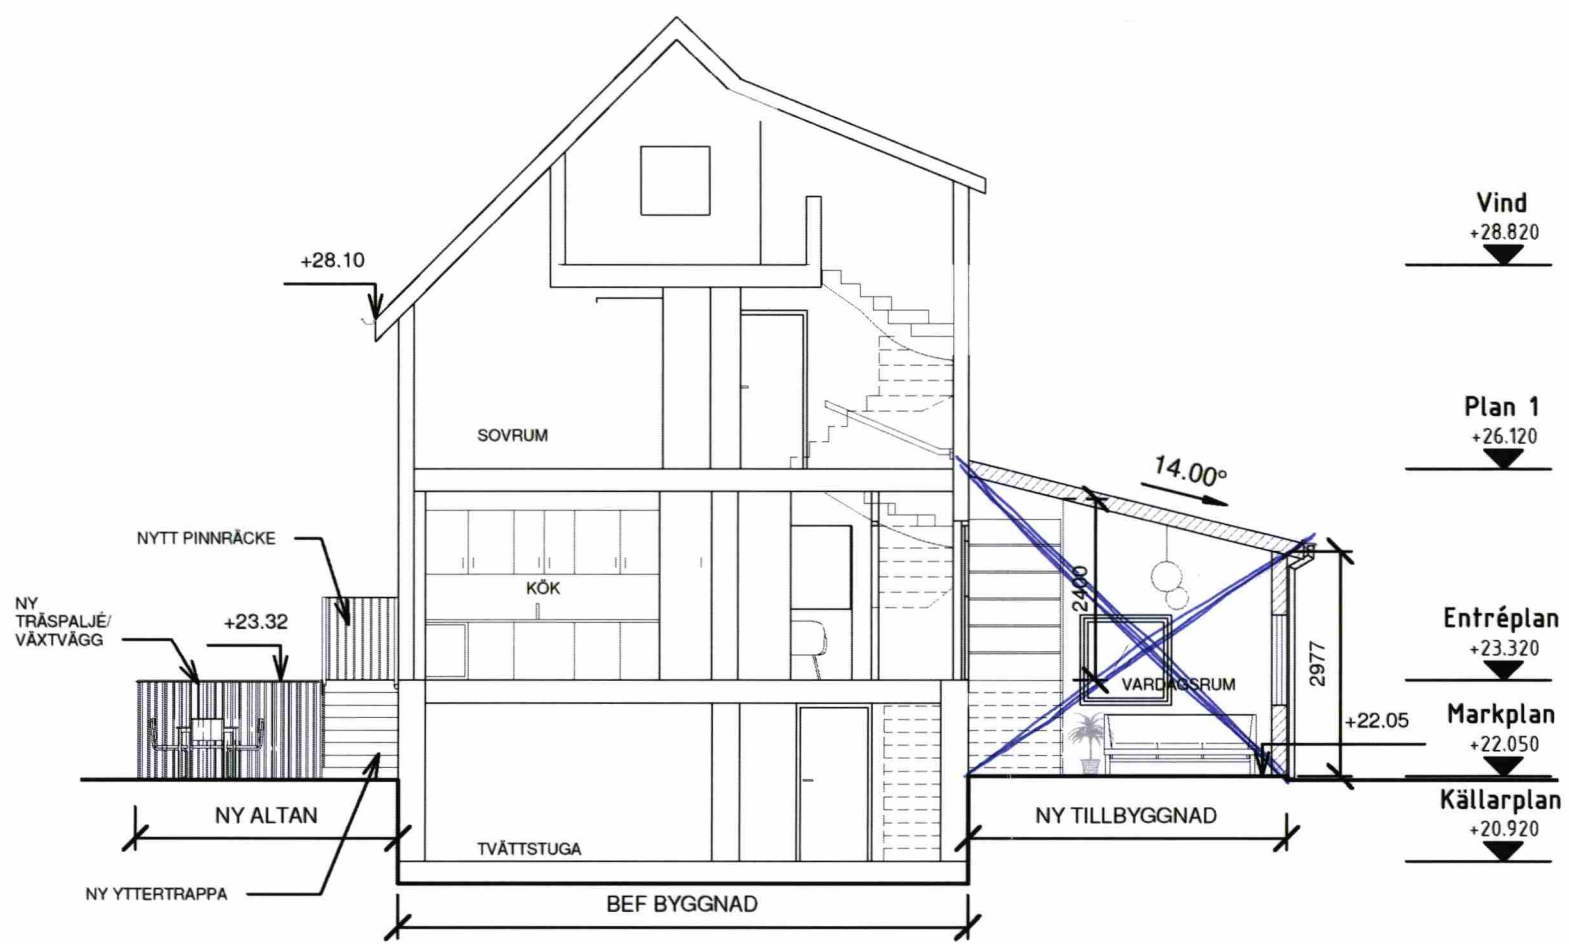 Vind
+28.820
+28.10
Plan 1
+26.120
SOVRUM
14.00°
NYTT PINNRÄCKE
KÖK
2400
NY
TRÄSPALJÉ/
VÄXTVÄGG
+23.32
Entréplan
+23.320
2977
VARDAGSRUM
Markplan
+22.050
+22.05
NY ALTAN
NY TILLBYGGNAD
Källarplan
+20.920
TVÄTTSTUGA
NY YTTERTRAPPA
BEF BYGGNAD